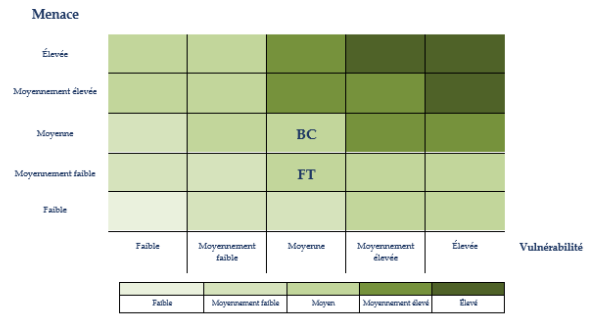 Menace
Élevée
Moyennement élevée
Moyenne
BC
Moyennement faible
FT
Faible
Faible
Moyennement
faible
Moyenne
Moyennement
élevée
Élevée
Vulnérabilité
Faible
Moyennement faible
Moyen
Moyennement élevé
Élevé